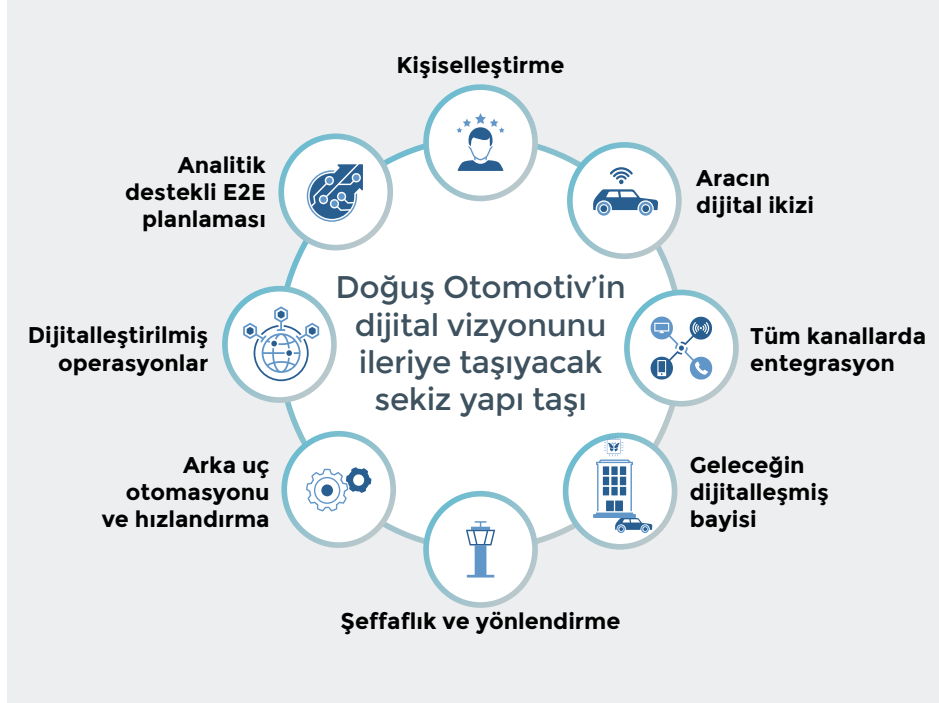 Kişiselleştirme
Aracın
dijital ikizi
Tüm kanallarda
entegrasyon
Geleceğin
dijitalleşmiş
bayisi
Şeffaflık ve yönlendirme
Arka uç
otomasyonu
ve hızlandırma
Dijitalleştirilmiş
operasyonlar
Analitik
destekli E2E
planlaması
Doğuş Otomotiv’in
dijital vizyonunu
ileriye taşıyacak
sekiz yapı taşı